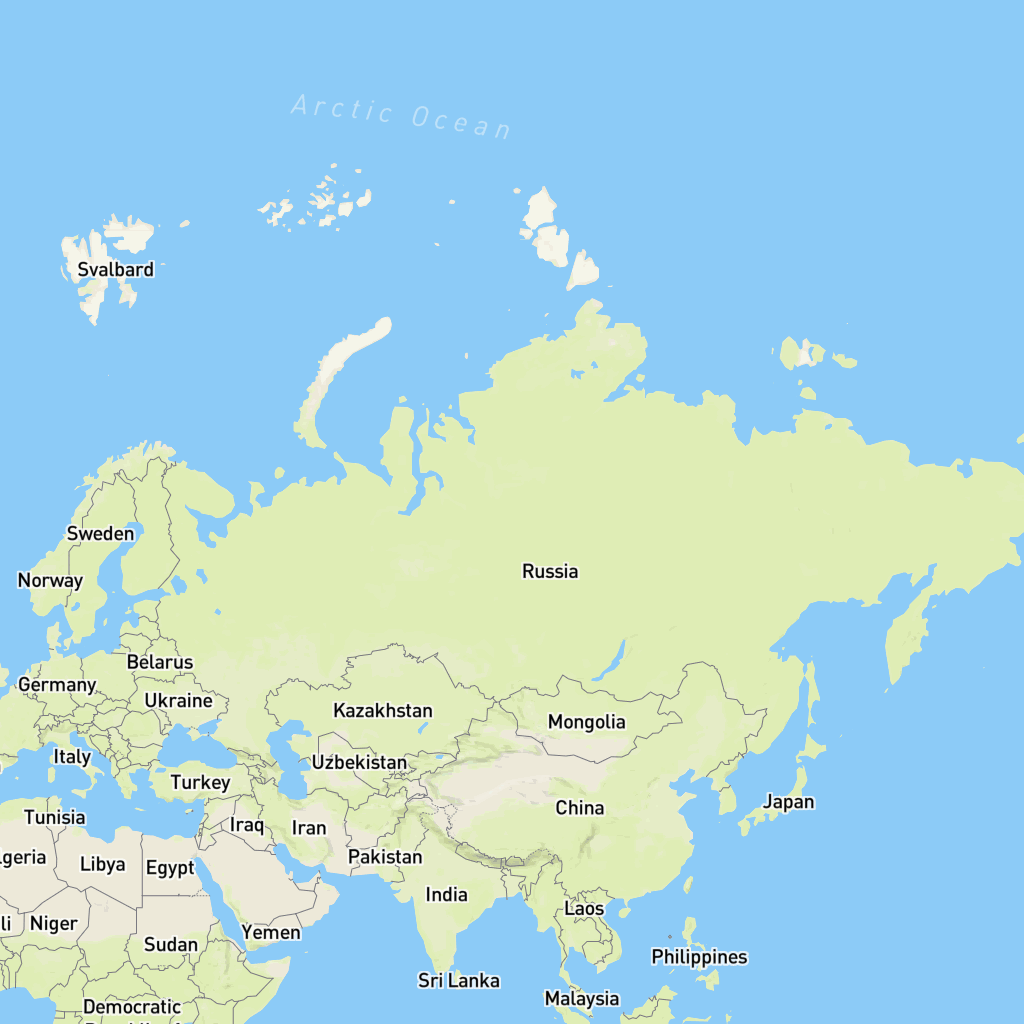 Arctic Ocean
Svalbard
Sweden
Russia
Norway
Belarus
Germany
Ukraine
Kazakhstan
Mongolia
Italy
Uzbekistan
Turkey
Japan
China
Tunisia
Iraq
Iran
Pakistan
lgeria
Libya
Egypt
India
Laos
li
Niger
Yemen
Sudan
Philippines
Sri Lanka
Malaysia
Democratic